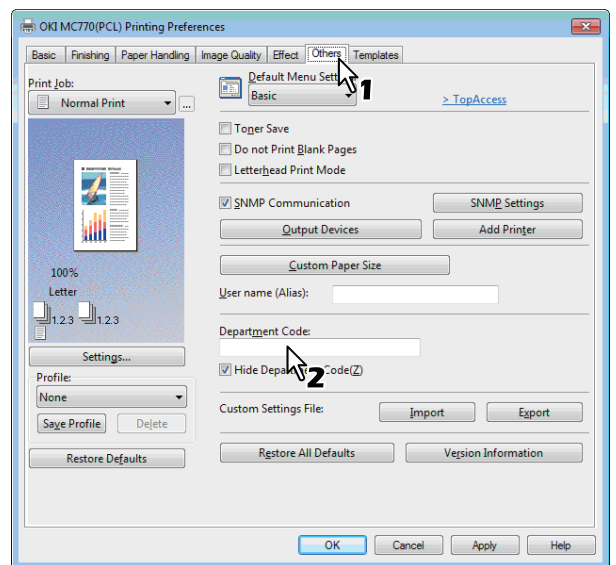 OKI MC770(PCL) Printing Preferences
Basic Finishing Paper Handling Image Quality Effect Others Templates
Print Job:
Normal Print ...
100%
Letter
1.2.3 1.2.3
Settings...
Profile:
None
Save Profile Delete
Restore Defaults
Default Menu Sett
1
Basic
> TopAccess
Toner Save
Do not Print Blank Pages
Letterhead Print Mode
SNMP Communication SNMP Settings
Output Devices Add Printer
Custom Paper Size
User name (Alias):
Department Code:
Hide Depa Code(Z)
2
Custom Settings File: Import Export
Restore All Defaults Version Information
OK Cancel Apply Help